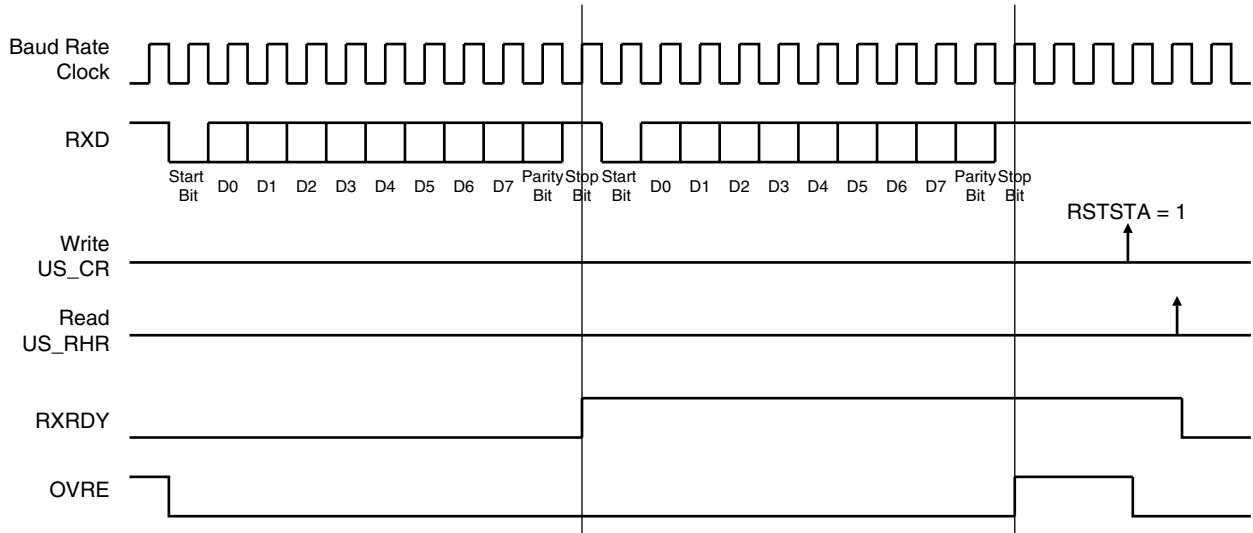 Baud Rate
Clock
RXD
Start
Bit
D0
D1
D2
D3
D4
D5
D6
D7
Parity
Bit
Stop
Bit
Start
Bit
D0
D1
D2
D3
D4
D5
D6
D7
Parity
Bit
Stop
Bit
RSTSTA = 1
Write
US_CR
Read
US_RHR
RXRDY
OVRE